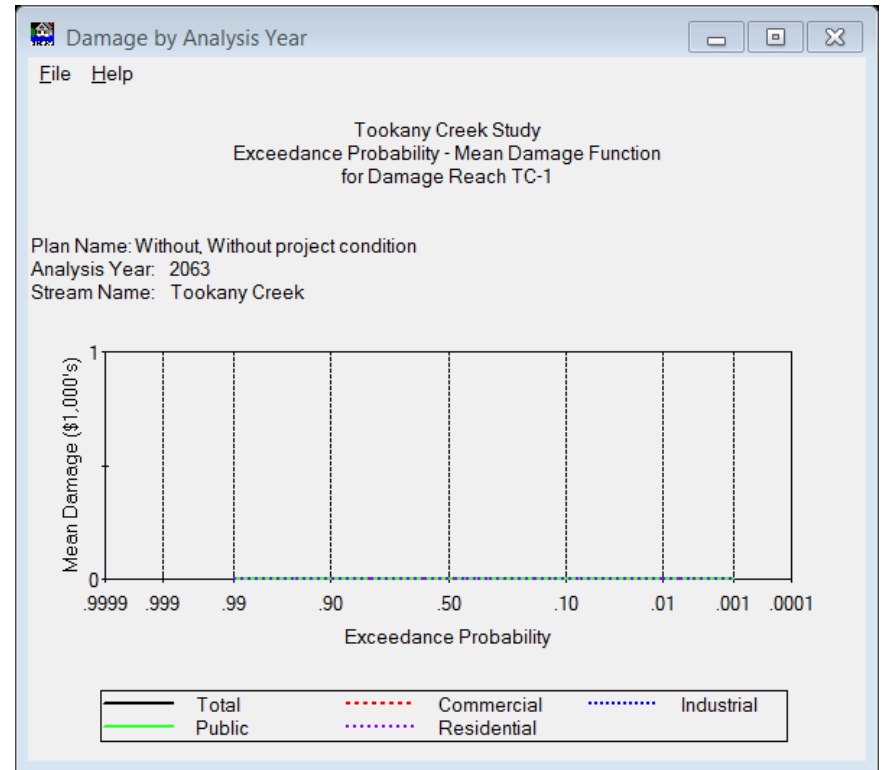 Damage by Analysis Year
File Help
Tookany Creek Study
Exceedance Probability - Mean Damage Function
for Damage Reach TC-1
Plan Name: Without, Without project condition
Analysis Year: 2063
Stream Name: Tookany Creek
Mean Damage ($1,000's)
1
0
.9999 .999 .99 .90 .50 .10 .01 .001 .0001
Exceedance Probability
Total Commercial Industrial
Public Residential